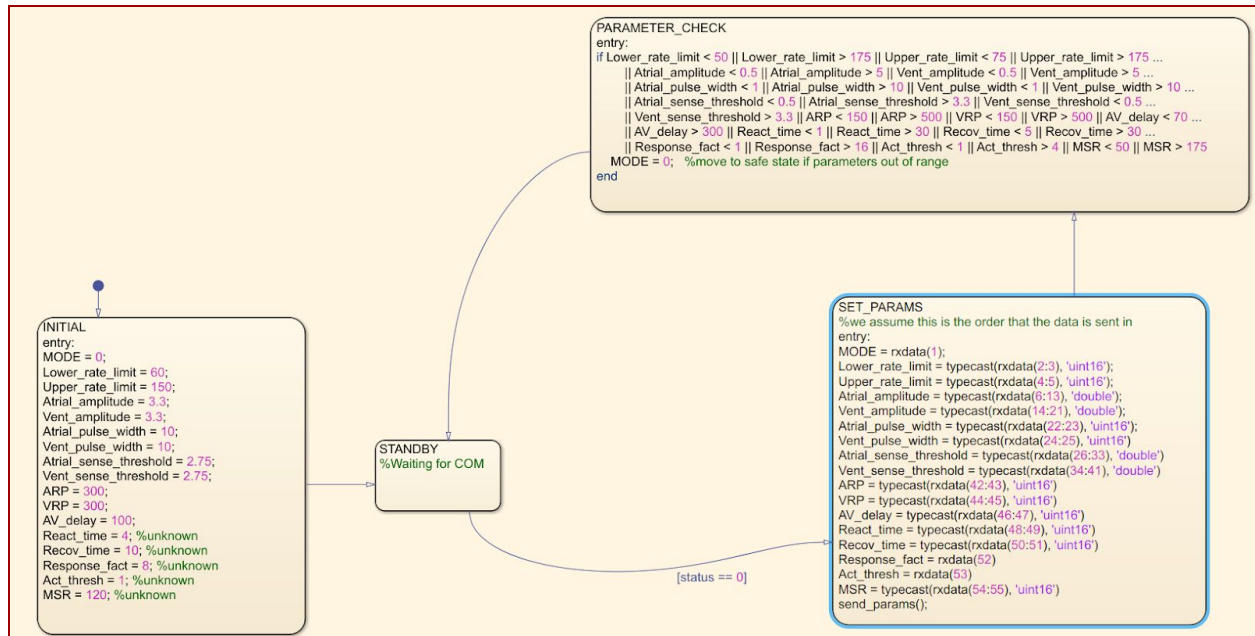 PARAMETER_CHECK
entry:
if Lower_rate_limit < 50 || Lower_rate_limit > 175 || Upper_rate_limit < 75 || Upper_rate_limit > 175 ...
|| Atrial_amplitude < 0.5 || Atrial_amplitude > 5 || Vent_amplitude < 0.5 || Vent_amplitude > 5 ...
|| Atrial_pulse_width < 1 || Atrial_pulse_width > 10 || Vent_pulse_width < 1 || Vent_pulse_width > 10 ...
|| Atrial_sense_threshold < 0.5 || Atrial_sense_threshold > 3.3 || Vent_sense_threshold < 0.5 ...
|| Vent_sense_threshold > 3.3 || ARP < 150 || ARP > 500 || VRP < 150 || VRP > 500 || AV_delay < 70 ...
|| AV_delay > 300 || React_time < 1 || React_time > 30 || Recov_time < 5 || Recov_time > 30 ...
|| Response_fact < 1 || Response_fact > 16 || Act_thresh < 1 || Act_thresh > 4 || MSR < 50 || MSR > 175
MODE = 0; %move to safe state if parameters out of range
end
INITIAL
entry:
MODE = 0;
Lower_rate_limit = 60;
Upper_rate_limit = 150;
Atrial_amplitude = 3.3;
Vent_amplitude = 3.3;
Atrial_pulse_width = 10;
Vent_pulse_width = 10;
Atrial_sense_threshold = 2.75;
Vent_sense_threshold = 2.75;
ARP = 300;
VRP = 300;
AV_delay = 100;
React_time = 4; %unknown
Recov_time = 10; %unknown
Response_fact = 8; %unknown
Act_thresh = 1; %unknown
MSR = 120; %unknown
STANDBY
%Waiting for COM
[status == 0]
SET_PARAMS
%we assume this is the order that the data is sent in
entry:
MODE = rxdata(1);
Lower_rate_limit = typecast(rxdata(2:3), 'uint16');
Upper_rate_limit = typecast(rxdata(4:5), 'uint16');
Atrial_amplitude = typecast(rxdata(6:13), 'double');
Vent_amplitude = typecast(rxdata(14:21), 'double');
Atrial_pulse_width = typecast(rxdata(22:23), 'uint16');
Vent_pulse_width = typecast(rxdata(24:25), 'uint16')
Atrial_sense_threshold = typecast(rxdata(26:33), 'double')
Vent_sense_threshold = typecast(rxdata(34:41), 'double')
ARP = typecast(rxdata(42:43), 'uint16')
VRP = typecast(rxdata(44:45), 'uint16')
AV_delay = typecast(rxdata(46:47), 'uint16')
React_time = typecast(rxdata(48:49), 'uint16')
Recov_time = typecast(rxdata(50:51), 'uint16')
Response_fact = rxdata(52)
Act_thresh = rxdata(53)
MSR = typecast(rxdata(54:55), 'uint16')
send_params();